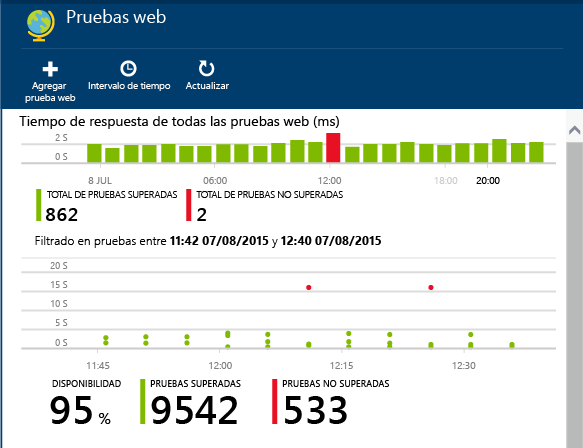 Pruebas web
Agregar prueba web
Intervalo de tiempo
Actualizar
Tiempo de respuesta de todas las pruebas web (ms)
2 S
0 S
8 JUL 06:00 12:00 18:00 20:00
TOTAL DE PRUEBAS SUPERADAS
862
TOTAL DE PRUEBAS NO SUPERADAS
2
Filtrado en pruebas entre 11:42 07/08/2015 y 12:40 07/08/2015
20 S
15 S
10 S
5 S
0 S
11:45 12:00 12:15 12:30
DISPONIBILIDAD
95 %
PRUEBAS SUPERADAS
9542
PRUEBAS NO SUPERADAS
533